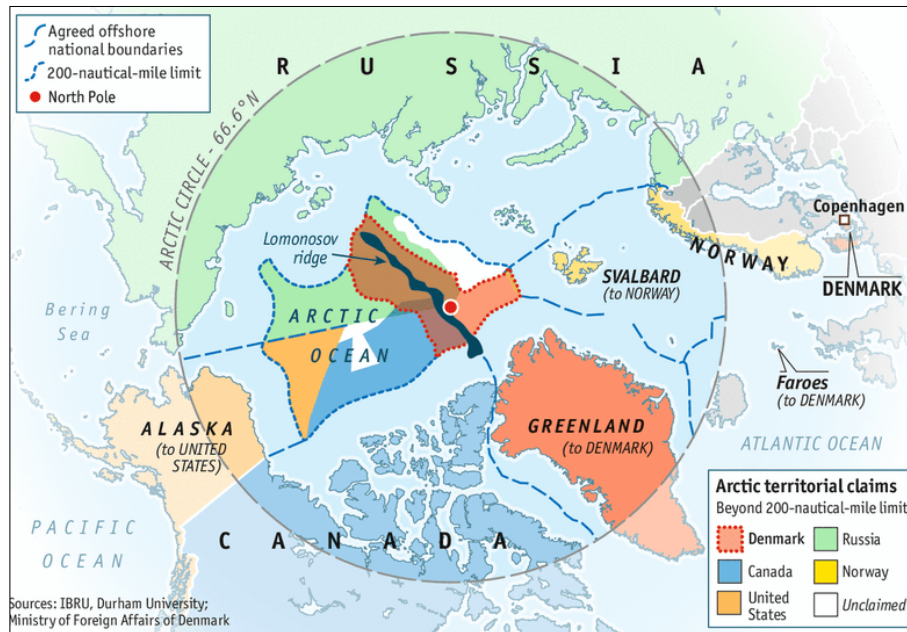 Agreed offshore
national boundaries
200-nautical-mile limit
North Pole
R U S S I A
ARCTIC CIRCLE - 66.6°N
Lomonosov
ridge
Copenhagen
NORWAY
DENMARK
SVALBARD
(to NORWAY)
Bering
Sea
ARCTIC
OCEAN
Faroes
(to DENMARK)
ALASKA
(to UNITED
STATES)
GREENLAND
(to DENMARK)
ATLANTIC OCEAN
PACIFIC
OCEAN
C A N A D A
Arctic territorial claims
Beyond 200-nautical-mile limit
Denmark
Russia
Canada
Norway
United
States
Unclaimed
Sources: IBRU, Durham University;
Ministry of Foreign Affairs of Denmark